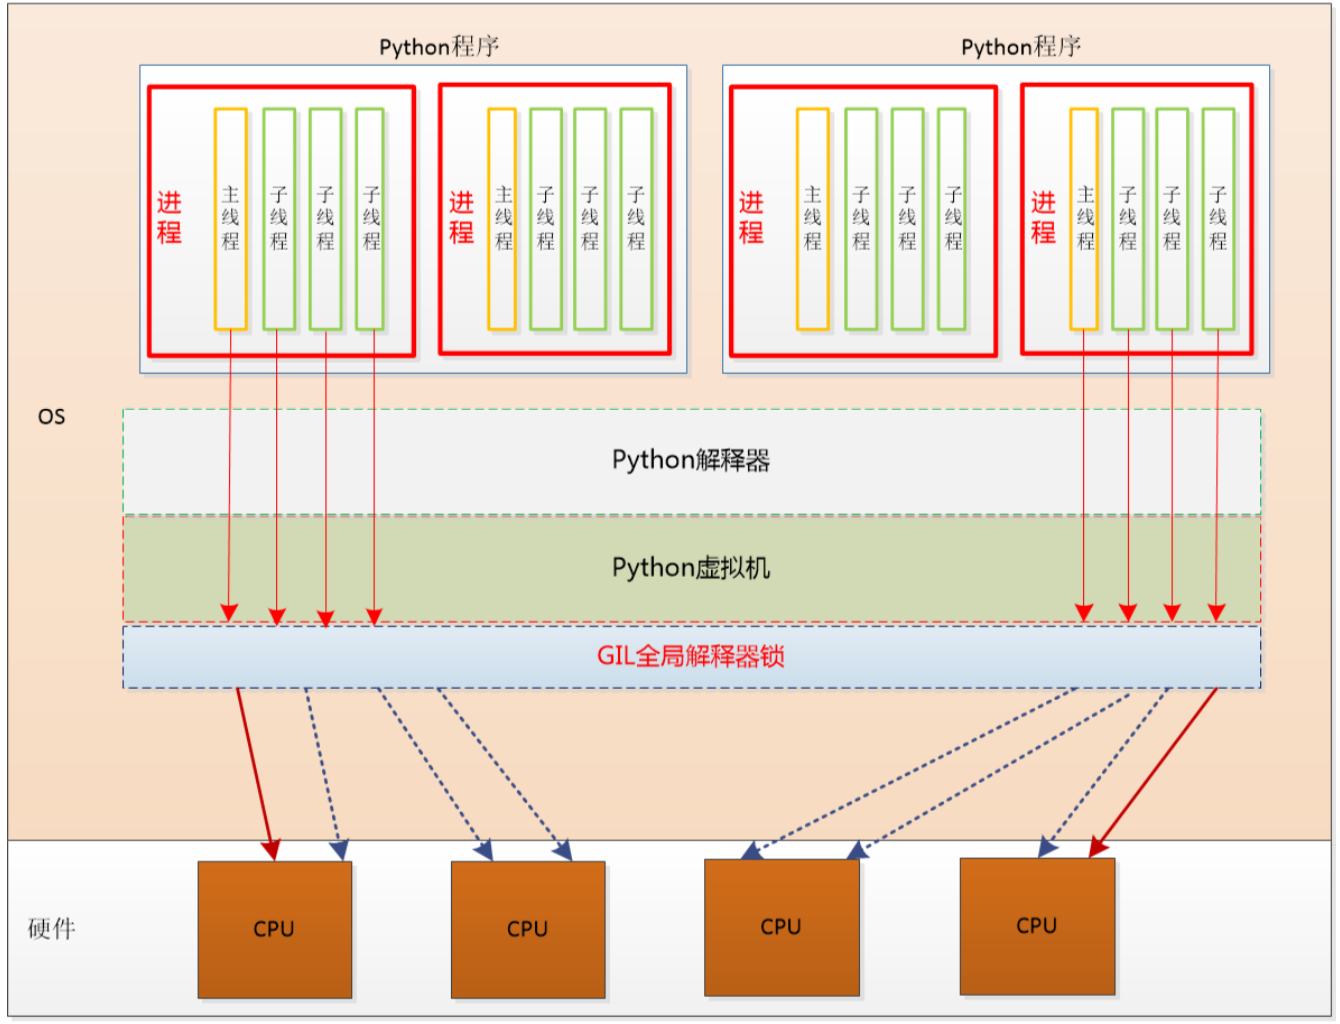 Python程序
Python程序
进程
主线程
子线程
子线程
子线程
进程
主线程
子线程
子线程
子线程
进程
主线程
子线程
子线程
子线程
进程
主线程
子线程
子线程
子线程
OS
Python解释器
Python虚拟机
GIL全局解释器锁
硬件
CPU
CPU
CPU
CPU